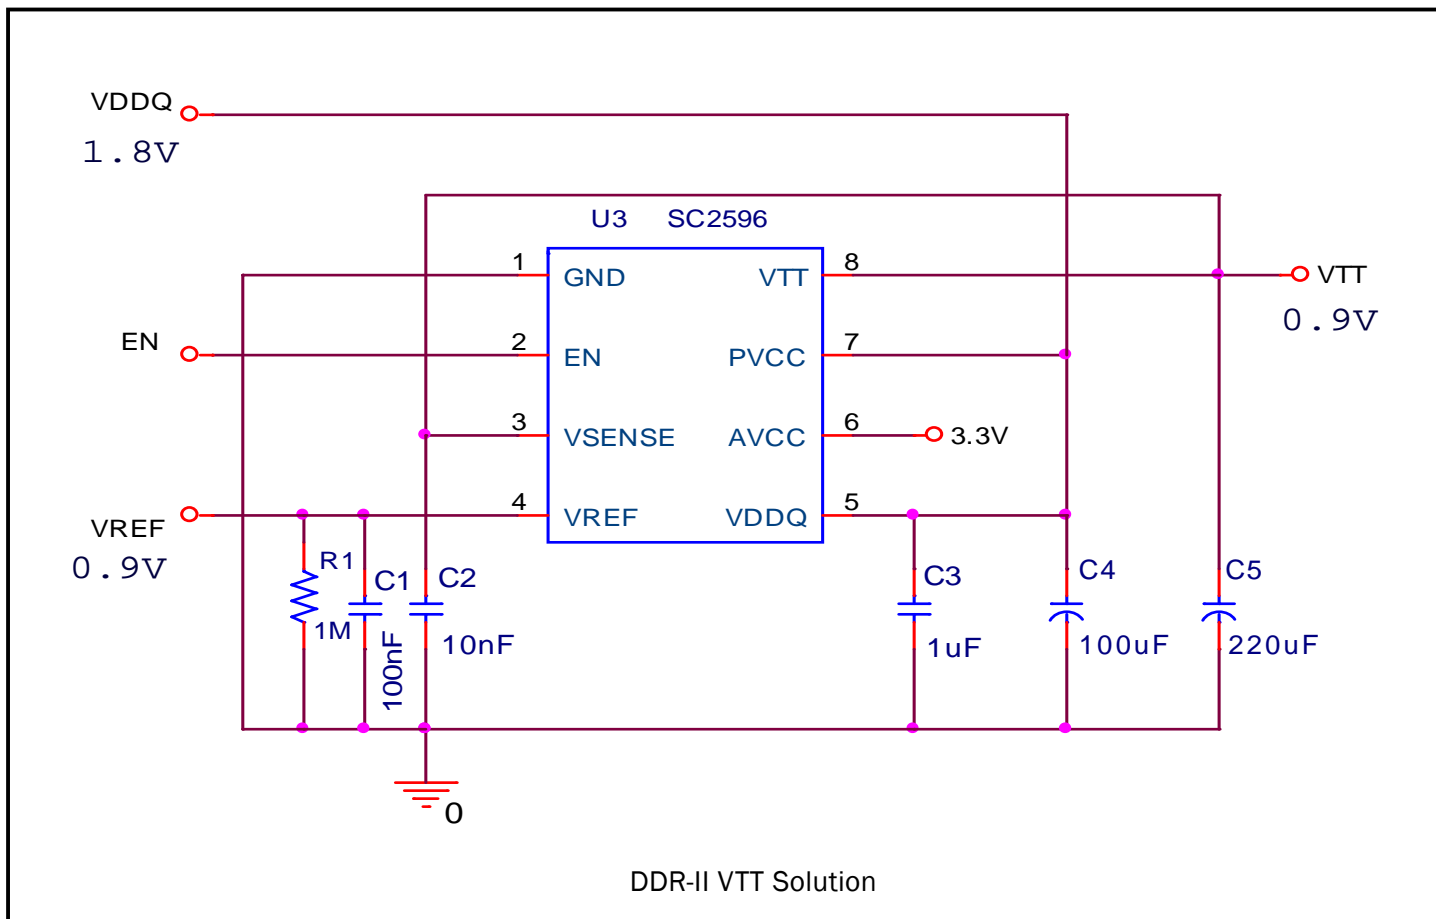 VDDQ
1.8V
U3 SC2596
1 GND VTT 8 VTT
0.9V
EN 2 EN PVCC 7
3 VSENSE AVCC 6 3.3V
VREF 4 VREF VDDQ 5
0.9V
R1 C1 C2 C3 C4 C5
1M 100nF 10nF 1uF 100uF 220uF
0
DDR-II VTT Solution